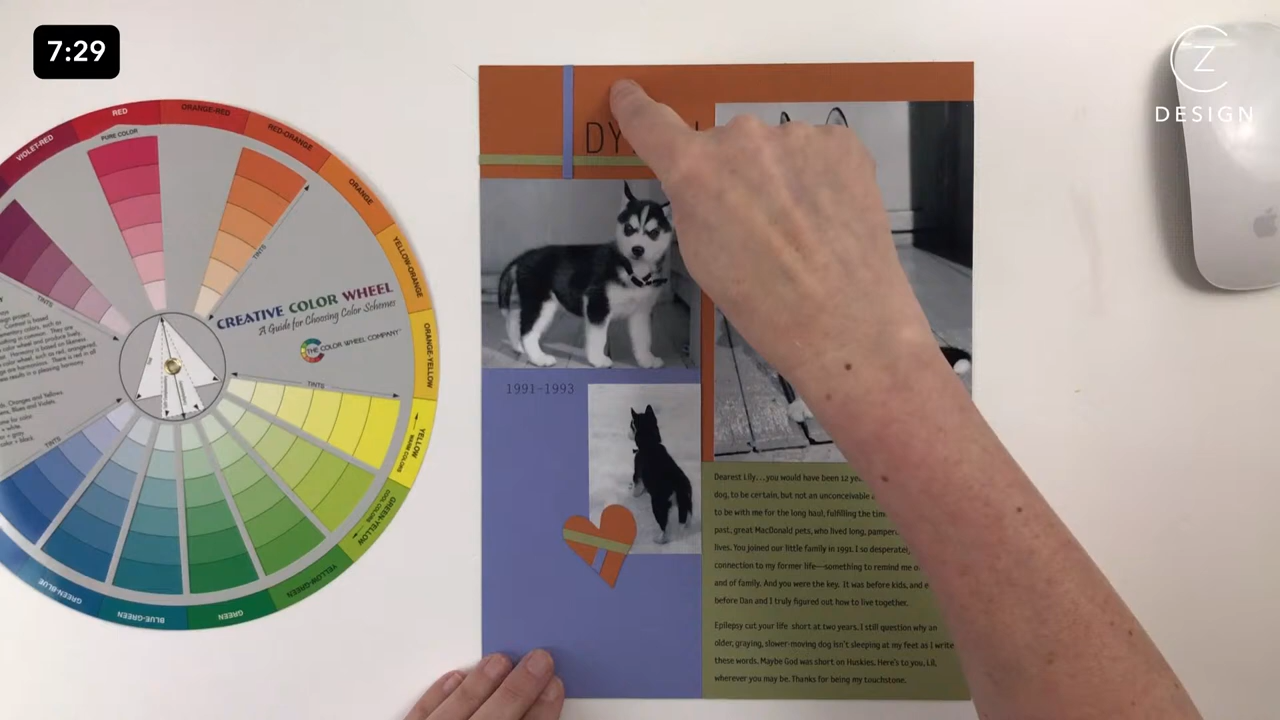 7:29
CZ
DESIGN
VIOLET-RED
RED
ORANGE-RED
RED-ORANGE
ORANGE
YELLOW-ORANGE
ORANGE-YELLOW
YELLOW
WARM COLORS
COOL COLORS
GREEN-YELLOW
YELLOW-GREEN
GREEN
BLUE-GREEN
GREEN-BLUE
PURE COLOR
TINTS
TINTS
TINTS
TINTS
CREATIVE COLOR WHEEL
A Guide for Choosing Color Schemes
THE COLOR WHEEL COMPANY
DY
1991-1993
Dearest Lily...you would have been 12
dog, to be certain, but not an unconceivable
to be with me for the long haul, fulfilling the
past, great MacDonald pets, who lived long,
lives. You joined our little family in 1991. I so
connection to my former life—something to remind me
and of family. And you were the key. It was before kids, and
before Dan and I truly figured out how to live together.
Epilepsy cut your life short at two years. I still question why an
older, graying, slower-moving dog isn't sleeping at my feet as I write
these words. Maybe God was short on Huskies. Here's to you, Lil,
wherever you may be. Thanks for being my touchstone.